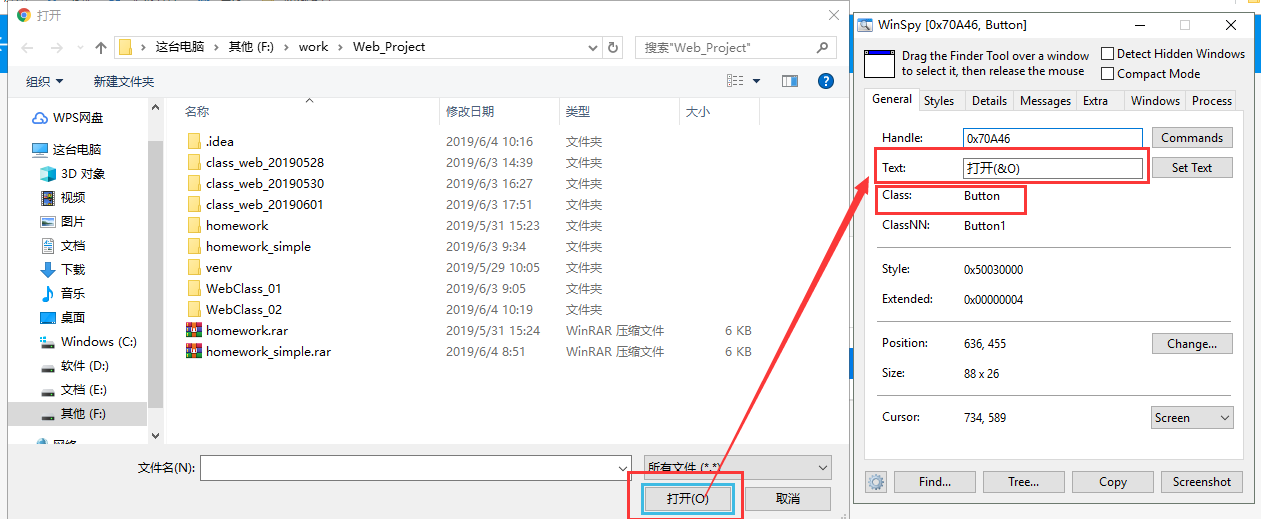 打开
这台电脑 > 其他 (F:) > work > Web_Project
搜索"Web_Project"
组织
新建文件夹
名称 修改日期 类型 大小
WPS网盘
这台电脑
3D 对象
视频
图片
文档
下载
音乐
桌面
Windows (C:)
软件 (D:)
文档 (E:)
其他 (F:)
网络
.idea 2019/6/4 10:16 文件夹
class_web_20190528 2019/6/3 14:39 文件夹
class_web_20190530 2019/6/3 16:27 文件夹
class_web_20190601 2019/6/3 17:51 文件夹
homework 2019/5/31 15:23 文件夹
homework_simple 2019/6/3 9:34 文件夹
venv 2019/5/29 10:05 文件夹
WebClass_01 2019/6/3 9:05 文件夹
WebClass_02 2019/6/4 10:19 文件夹
homework.rar 2019/5/31 15:24 WinRAR 压缩文件 6 KB
homework_simple.rar 2019/6/4 8:51 WinRAR 压缩文件 6 KB
文件名(N):
所有文件 (*.*)
打开(O)
取消
WinSpy [0x70A46, Button]
Drag the Finder Tool over a window
to select it, then release the mouse
Detect Hidden Windows
Compact Mode
General Styles Details Messages Extra Windows Process
Handle: 0x70A46 Commands
Text: 打开(&O) Set Text
Class: Button
ClassNN: Button1
Style: 0x50030000
Extended: 0x00000004
Position: 636, 455 Change...
Size: 88 x 26
Cursor: 734, 589 Screen
Find... Tree... Copy Screenshot